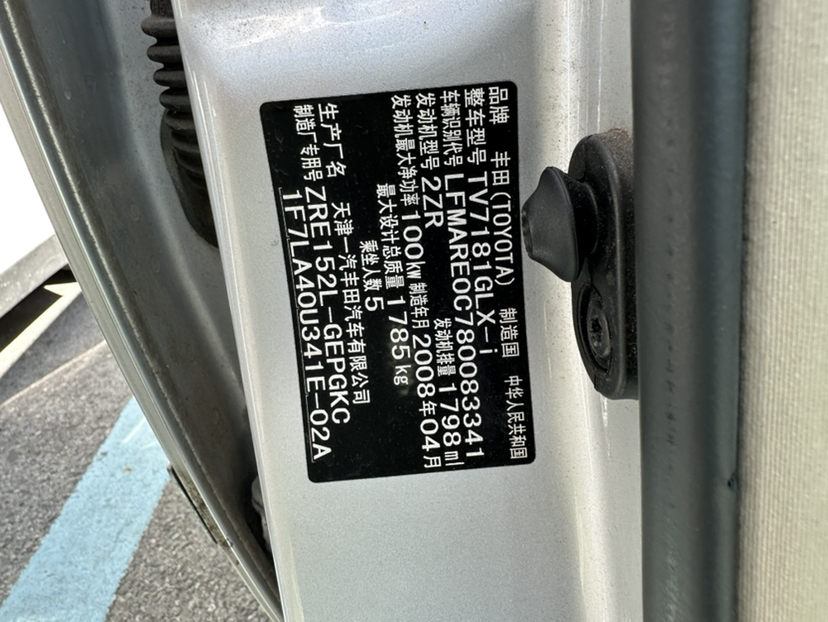 品牌 丰田(TOYOTA) 制造国 中华人民共和国
整车型号 TV7181GLX-i
车辆识别代号 LFMARE0C780083341
发动机型号 2ZR 发动机排量 1798ml
发动机最大净功率 100kW 制造年月 2008年04月
最大设计总质量 1785kg
乘坐人数 5
生产厂名 天津一汽丰田汽车有限公司
制造厂专用号 ZRE152L-GEPGKC
1F7LA40U341E-02A